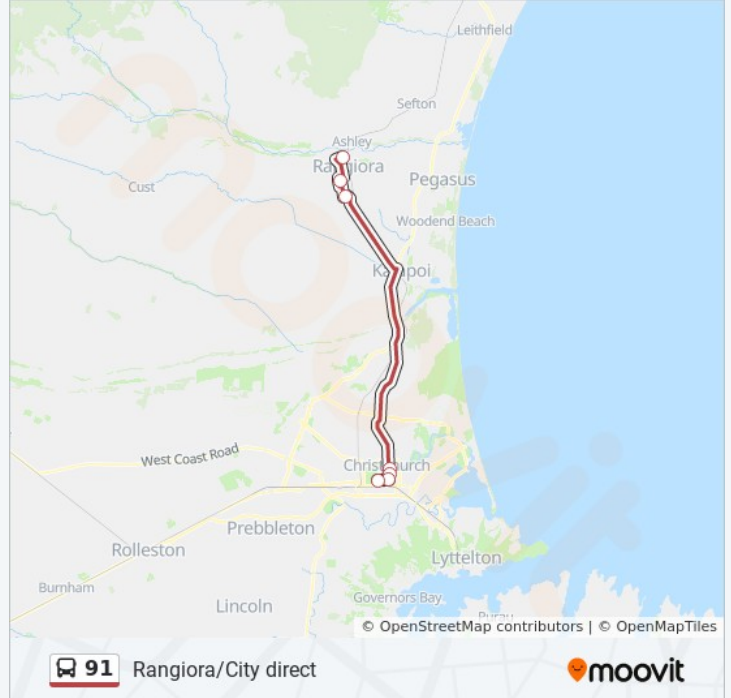 Leithfield
Sefton
Ashley
Rangiora
Cust
Pegasus
Woodend Beach
Kaiapoi
West Coast Road
Christchurch
Prebbleton
Rolleston
Lyttelton
Burnham
Governors Bay
Lincoln
Purau
© OpenStreetMap contributors | © OpenMapTiles
91 Rangiora/City direct
moovit